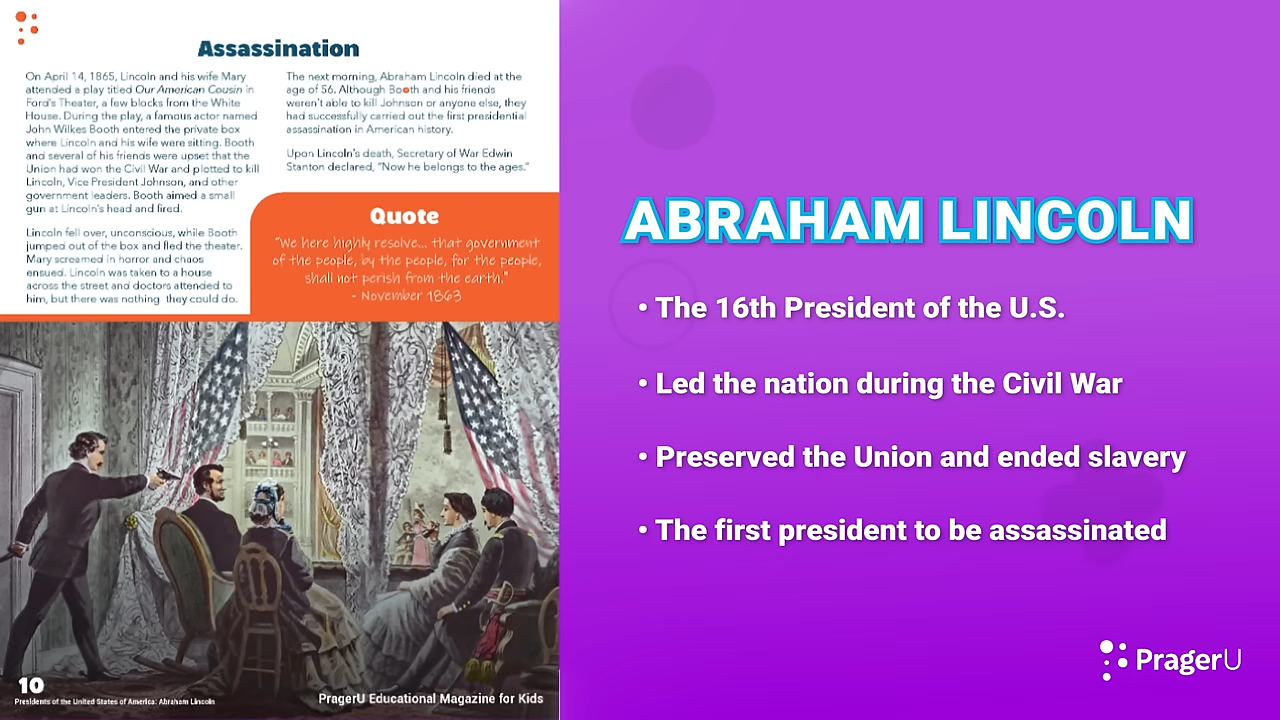 Assassination
On April 14, 1865, Lincoln and his wife Mary
attended a play titled Our American Cousin in
Ford's Theater, a few blocks from the White
House. During the play, a famous actor named
John Wilkes Booth entered the private box
where Lincoln and his wife were sitting. Booth
and several of his friends were upset that the
Union had won the Civil War and plotted to kill
Lincoln, Vice President Johnson, and other
government leaders. Booth aimed a small
gun at Lincoln's head and fired.
Lincoln fell over, unconscious, while Booth
jumped out of the box and fled the theater.
Mary screamed in horror and chaos
ensued. Lincoln was taken to a house
across the street and doctors attended to
him, but there was nothing they could do.
The next morning, Abraham Lincoln died at the
age of 56. Although Booth and his friends
weren't able to kill Johnson or anyone else, they
had successfully carried out the first presidential
assassination in American history.
Upon Lincoln's death, Secretary of War Edwin
Stanton declared, "Now he belongs to the ages."
Quote
"We here highly resolve... that government
of the people, by the people, for the people,
shall not perish from the earth."
- November 1863
10
Presidents of the United States of America: Abraham Lincoln
PragerU Educational Magazine for Kids
ABRAHAM LINCOLN
• The 16th President of the U.S.
• Led the nation during the Civil War
• Preserved the Union and ended slavery
• The first president to be assassinated
PragerU